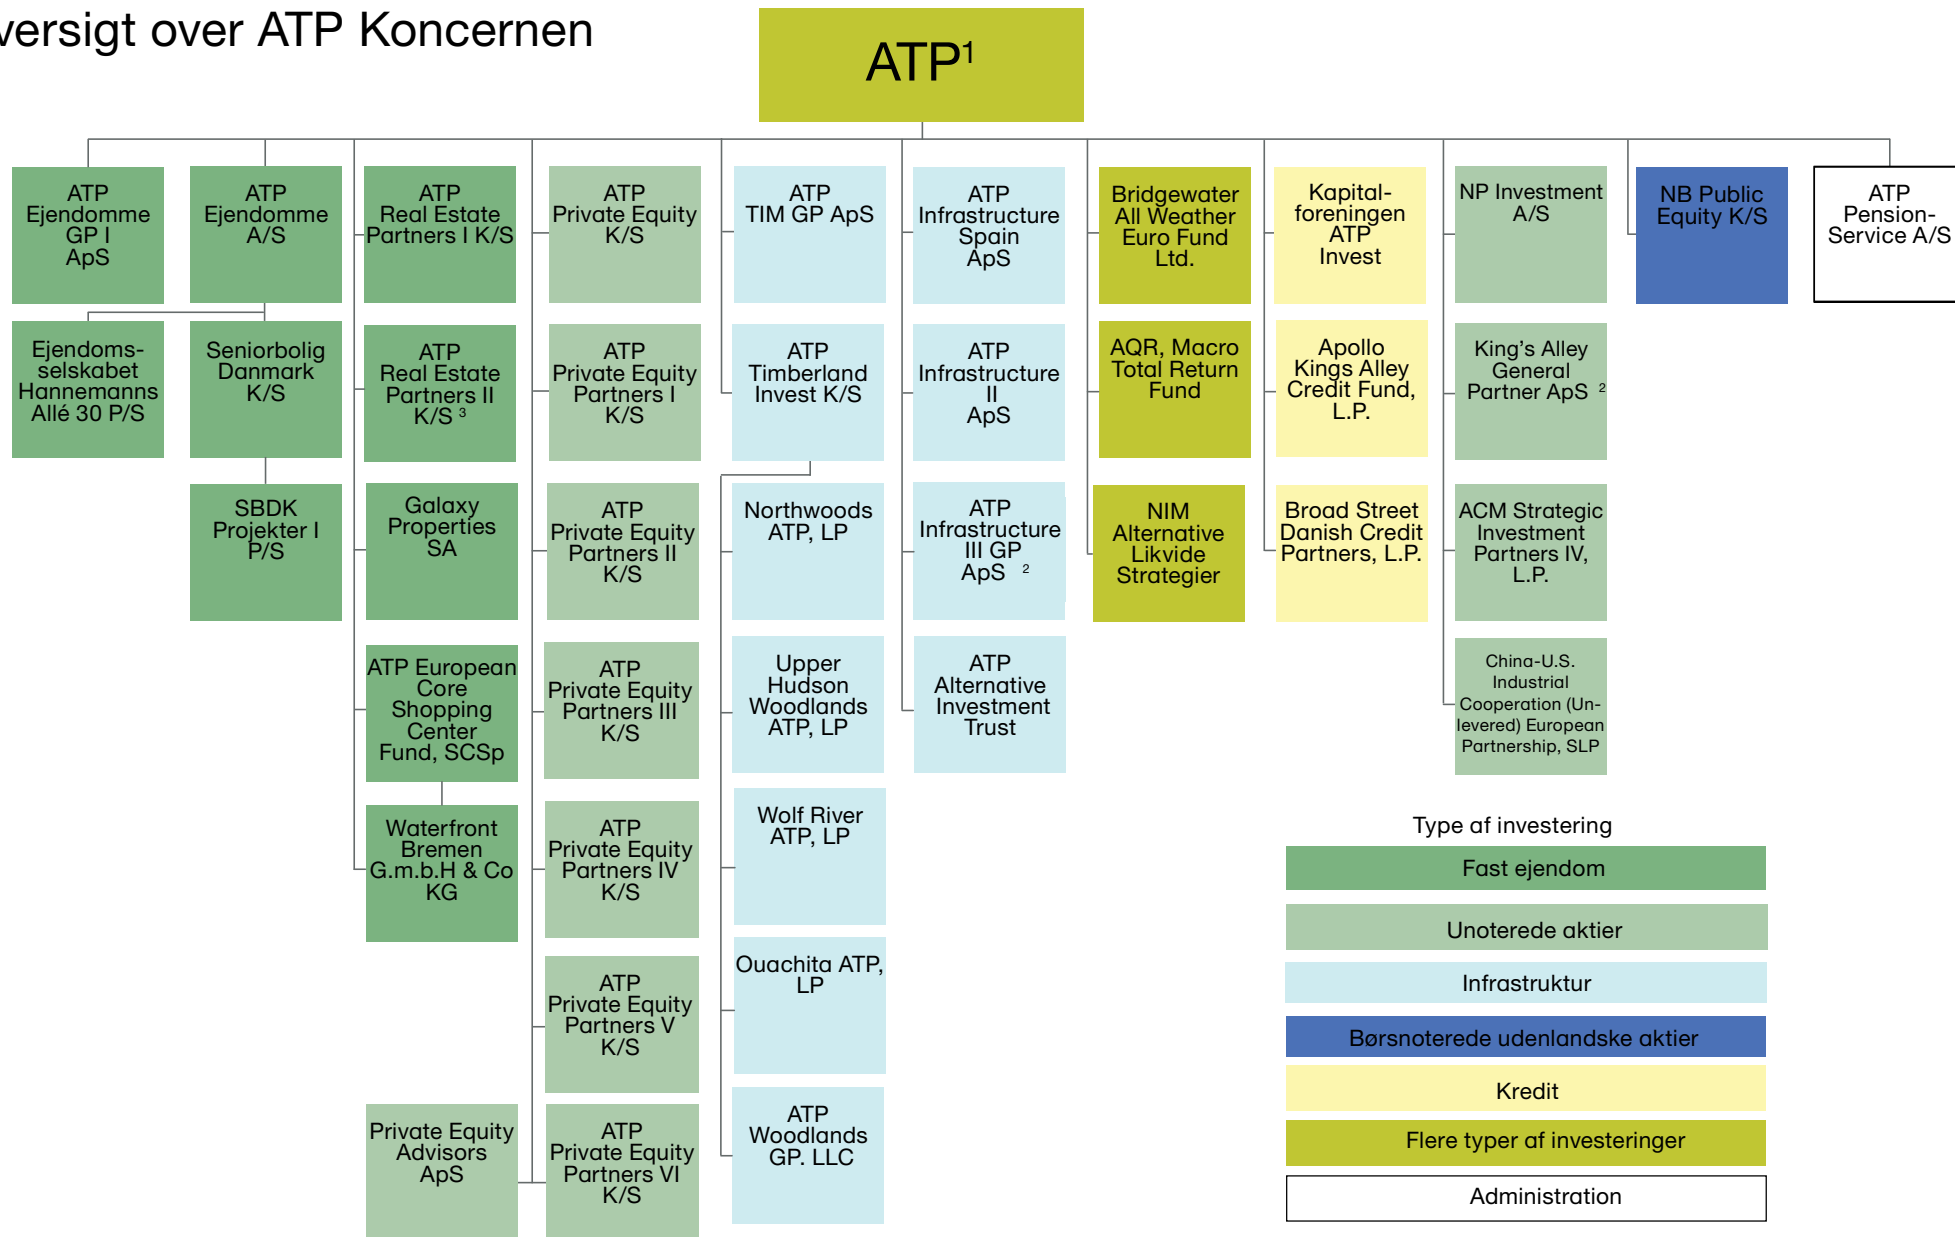 versigt over ATP Koncernen
ATP1
ATP
Ejendomme
GP I
ApS
ATP
Ejendomme
A/S
ATP
Real Estate
Partners I K/S
ATP
Private Equity
K/S
ATP
TIM GP ApS
ATP
Infrastructure
Spain
ApS
Bridgewater
All Weather
Euro Fund
Ltd.
Kapital-
foreningen
ATP
Invest
NP Investment
A/S
NB Public
Equity K/S
ATP
Pension-
Service A/S
Ejendoms-
selskabet
Hannemanns
Allé 30 P/S
Seniorbolig
Danmark
K/S
ATP
Real Estate
Partners II
K/S 3
ATP
Private Equity
Partners I
K/S
ATP
Timberland
Invest K/S
ATP
Infrastructure
II
ApS
AQR, Macro
Total Return
Fund
Apollo
Kings Alley
Credit Fund,
L.P.
King's Alley
General
Partner ApS 2
SBDK
Projekter I
P/S
Galaxy
Properties
SA
ATP
Private Equity
Partners II
K/S
Northwoods
ATP, LP
ATP
Infrastructure
III GP
ApS 2
NIM
Alternative
Likvide
Strategier
Broad Street
Danish Credit
Partners, L.P.
ACM Strategic
Investment
Partners IV,
L.P.
ATP European
Core
Shopping
Center
Fund, SCSp
ATP
Private Equity
Partners III
K/S
Upper
Hudson
Woodlands
ATP, LP
ATP
Alternative
Investment
Trust
China-U.S.
Industrial
Cooperation (Un-
levered) European
Partnership, SLP
Waterfront
Bremen
G.m.b.H & Co
KG
ATP
Private Equity
Partners IV
K/S
Wolf River
ATP, LP
ATP
Private Equity
Partners V
K/S
Ouachita ATP,
LP
Private Equity
Advisors
ApS
ATP
Private Equity
Partners VI
K/S
ATP
Woodlands
GP. LLC
Type af investering
Fast ejendom
Unoterede aktier
Infrastruktur
Børsnoterede udenlandske aktier
Kredit
Flere typer af investeringer
Administration